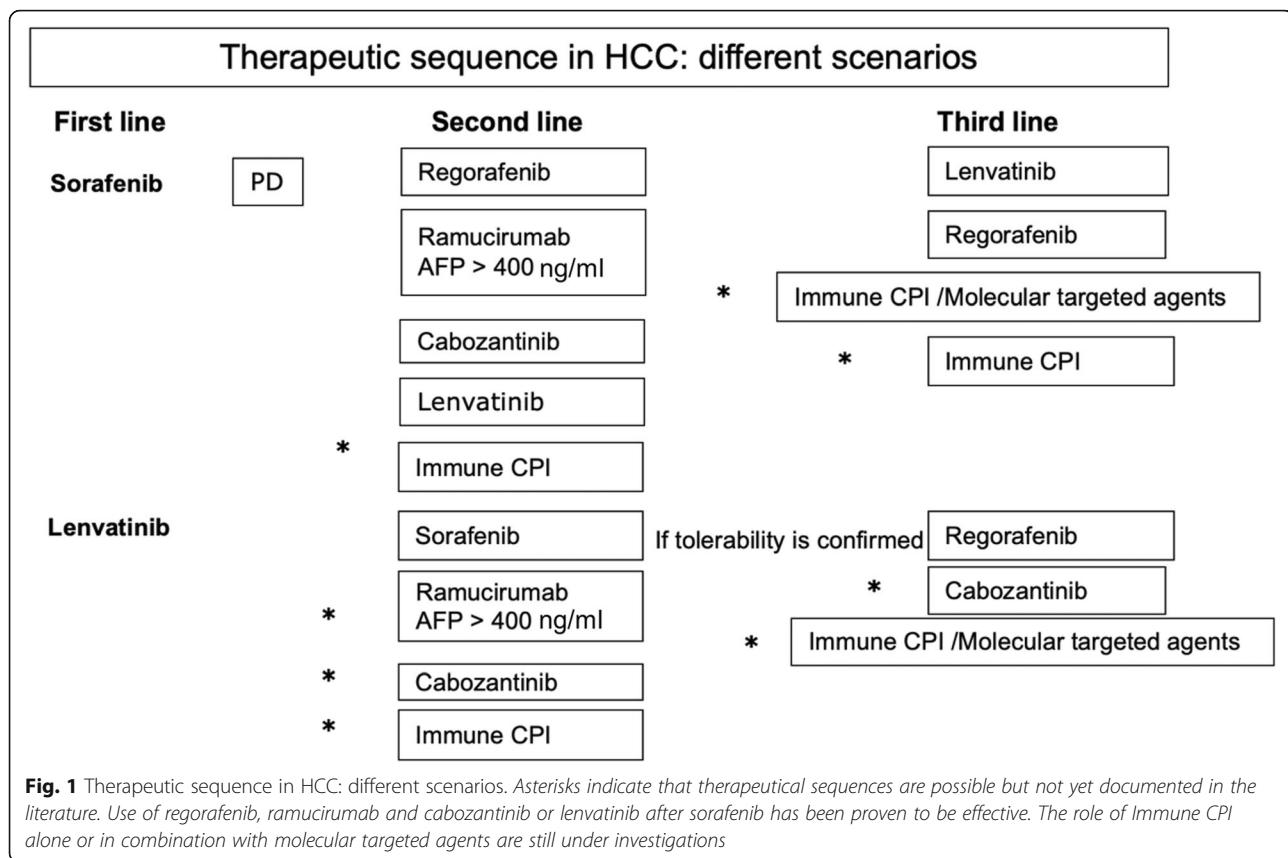 Therapeutic sequence in HCC: different scenarios
First line
Second line
Third line
Sorafenib
PD
Regorafenib
Lenvatinib
Ramucirumab
AFP > 400 ng/ml
Regorafenib
* Immune CPI /Molecular targeted agents
Cabozantinib
* Immune CPI
Lenvatinib
* Immune CPI
Lenvatinib
Sorafenib
If tolerability is confirmed
Regorafenib
* Ramucirumab
AFP > 400 ng/ml
* Cabozantinib
* Immune CPI /Molecular targeted agents
* Cabozantinib
* Immune CPI
Fig. 1 Therapeutic sequence in HCC: different scenarios. Asterisks indicate that therapeutical sequences are possible but not yet documented in the
literature. Use of regorafenib, ramucirumab and cabozantinib or lenvatinib after sorafenib has been proven to be effective. The role of Immune CPI
alone or in combination with molecular targeted agents are still under investigations